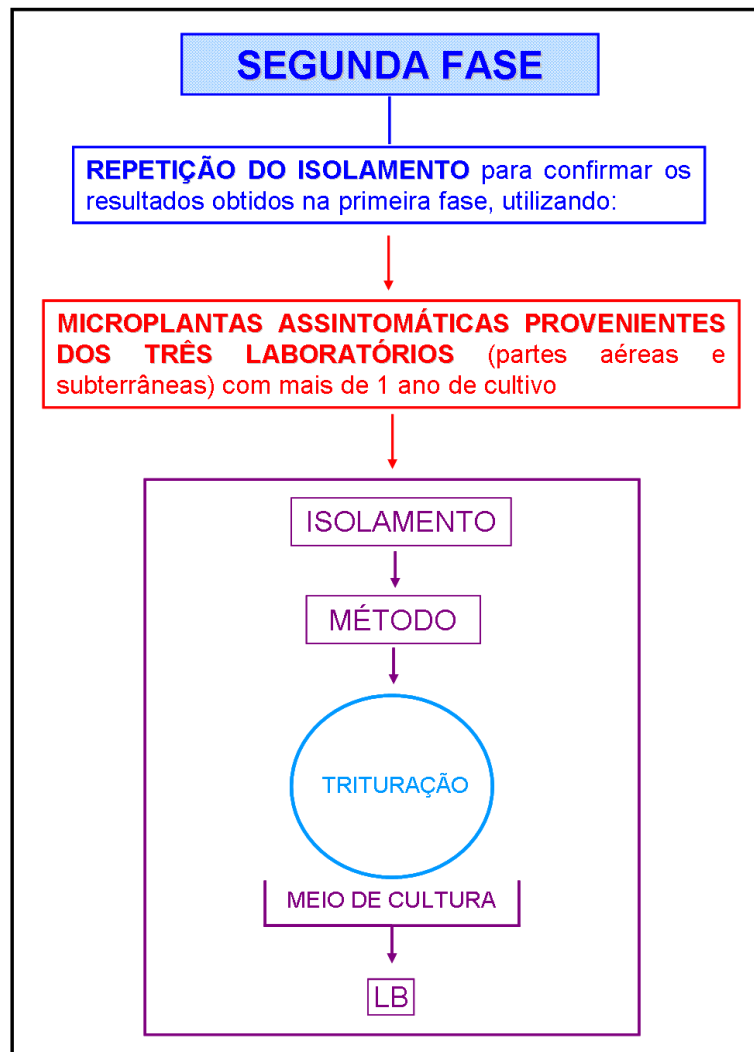 SEGUNDA FASE
REPETIÇÃO DO ISOLAMENTO para confirmar os
resultados obtidos na primeira fase, utilizando:
MICROPLANTAS ASSINTOMÁTICAS PROVENIENTES
DOS TRÊS LABORATÓRIOS (partes aéreas e
subterrâneas) com mais de 1 ano de cultivo
ISOLAMENTO
MÉTODO
TRITURAÇÃO
MEIO DE CULTURA
LB